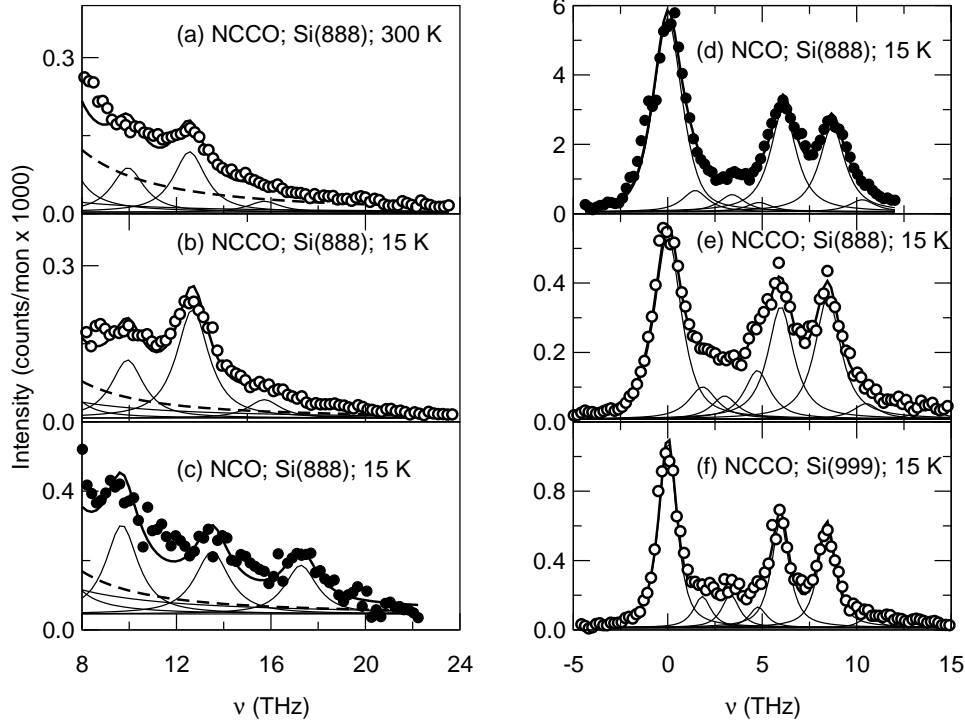 Intensity (counts/mon x 1000)
(a) NCCO; Si(888); 300 K
0.3
0.0
(b) NCCO; Si(888); 15 K
0.3
0.0
(c) NCO; Si(888); 15 K
0.4
0.0
8 12 16 20 24
ν (THz)
(d) NCO; Si(888); 15 K
6
4
2
0
(e) NCCO; Si(888); 15 K
0.4
0.2
0.0
(f) NCCO; Si(999); 15 K
0.8
0.4
0
-5 0 5 10 15
ν (THz)